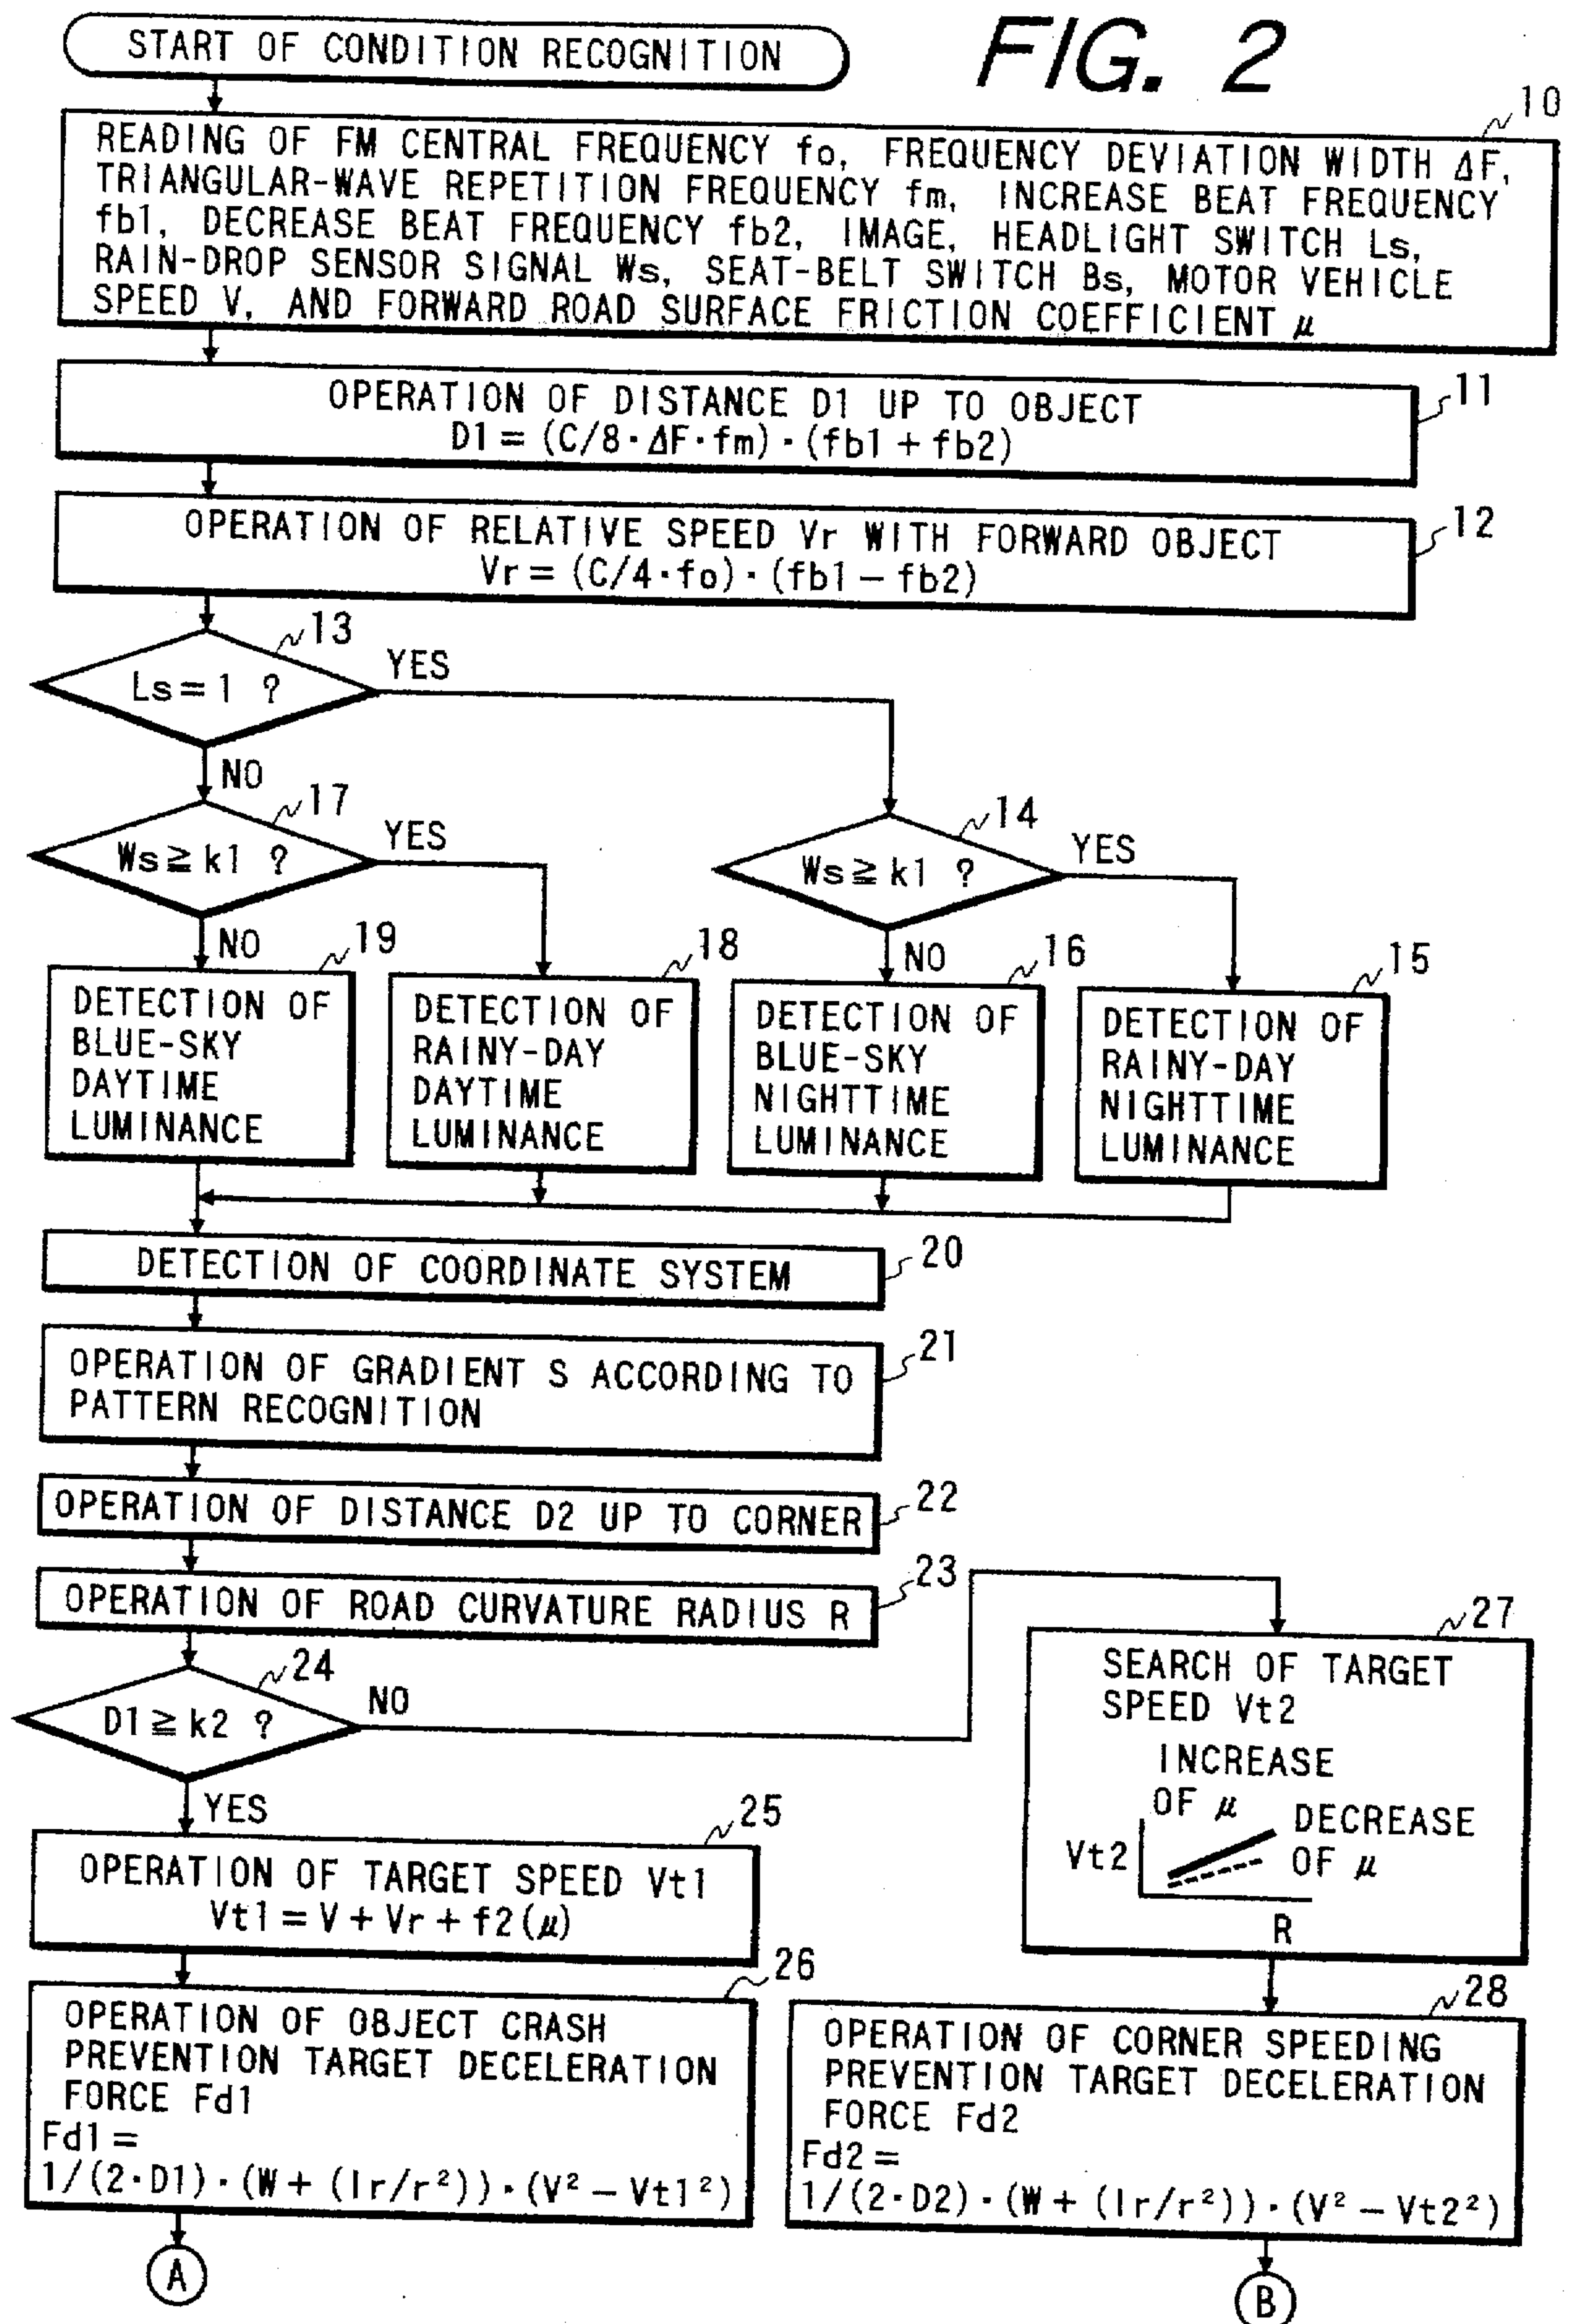 START OF CONDITION RECOGNITION
FIG. 2
10
READING OF FM CENTRAL FREQUENCY fo, FREQUENCY DEVIATION WIDTH ΔF,
TRIANGULAR-WAVE REPETITION FREQUENCY fm, INCREASE BEAT FREQUENCY
fb1, DECREASE BEAT FREQUENCY fb2, IMAGE, HEADLIGHT SWITCH Ls,
RAIN-DROP SENSOR SIGNAL Ws, SEAT-BELT SWITCH Bs, MOTOR VEHICLE
SPEED V, AND FORWARD ROAD SURFACE FRICTION COEFFICIENT μ
11
OPERATION OF DISTANCE D1 UP TO OBJECT
D1 = (C/8·ΔF·fm)·(fb1 + fb2)
12
OPERATION OF RELATIVE SPEED Vr WITH FORWARD OBJECT
Vr = (C/4·fo)·(fb1 − fb2)
13
Ls = 1 ?
YES
NO
17
Ws ≧ k1 ?
YES
NO
14
Ws ≧ k1 ?
YES
NO
19
DETECTION OF
BLUE-SKY
DAYTIME
LUMINANCE
18
DETECTION OF
RAINY-DAY
DAYTIME
LUMINANCE
16
DETECTION OF
BLUE-SKY
NIGHTTIME
LUMINANCE
15
DETECTION OF
RAINY-DAY
NIGHTTIME
LUMINANCE
20
DETECTION OF COORDINATE SYSTEM
21
OPERATION OF GRADIENT S ACCORDING TO
PATTERN RECOGNITION
22
OPERATION OF DISTANCE D2 UP TO CORNER
23
OPERATION OF ROAD CURVATURE RADIUS R
24
D1 ≧ k2 ?
NO
YES
25
OPERATION OF TARGET SPEED Vt1
Vt1 = V + Vr + f2(μ)
26
OPERATION OF OBJECT CRASH
PREVENTION TARGET DECELERATION
FORCE Fd1
Fd1 =
1/(2·D1)·(W + (Ir/r²))·(V² − Vt1²)
A
27
SEARCH OF TARGET
SPEED Vt2
INCREASE
OF μ
DECREASE
OF μ
Vt2
R
28
OPERATION OF CORNER SPEEDING
PREVENTION TARGET DECELERATION
FORCE Fd2
Fd2 =
1/(2·D2)·(W + (Ir/r²))·(V² − Vt2²)
B